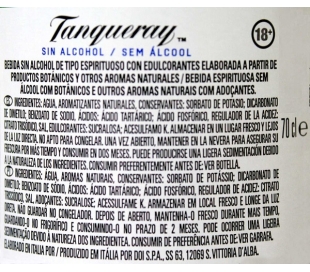 Tanqueray™
SIN ALCOHOL / SEM ÁLCOOL
18+
BEBIDA SIN ALCOHOL DE TIPO ESPIRITUOSO CON EDULCORANTES ELABORADA A PARTIR DE
PRODUCTOS BOTÁNICOS Y OTROS AROMAS NATURALES / BEBIDA ESPIRITUOSA SEM
ÁLCOOL COM BOTÂNICOS E OUTROS AROMAS NATURAIS COM ADOÇANTES.
INGREDIENTES: AGUA, AROMATIZANTES NATURALES, CONSERVANTES: SORBATO DE POTASIO; DICARBONATO
DE DIMETILO; BENZOATO DE SODIO, ÁCIDOS: ÁCIDO TARTÁRICO; ÁCIDO FOSFÓRICO, REGULADOR DE LA ACIDEZ:
CITRATO TRISÓDICO, SAL, EDULCORANTES: SUCRALOSA; ACESULFAMO K. ALMACENAR EN UN LUGAR FRESCO Y LEJOS
DE LA LUZ DIRECTA, NO APTO PARA CONGELAR. UNA VEZ ABIERTO, MANTENER EN LA NEVERA PARA ASEGURAR SU
FRESCURA POR MÁS TIEMPO Y CONSUMIR EN DOS MESES. PUEDE PRODUCIRSE UNA LIGERA SEDIMENTACIÓN DEBIDO
A LA NATURALEZA DE LOS INGREDIENTES. CONSUMIR PREFERENTEMENTE ANTES DE: VER BOTELLA.
INGREDIENTES: ÁGUA, AROMAS NATURAIS, CONSERVANTES: SORBATO DE POTÁSSIO; DICARBONATO DE
DIMETILO; BENZOATO DE SÓDIO, ÁCIDOS: ÁCIDO TARTÁRICO; ÁCIDO FOSFÓRICO, REGULADOR DE ACIDEZ: CITRATO
TRISSÓDICO, SAL, ADOÇANTES: SUCRALOSE; ACESSULFAME K. ARMAZENAR EM LOCAL FRESCO E LONGE DA LUZ
DIRECTA, NÃO GUARDAR NO CONGELADOR. DEPOIS DE ABERTO, MANTENHA-O FRESCO DURANTE MAIS TEMPO,
GUARDANDO-O NO FRIGORÍFICO E CONSUMINDO-O NO PRAZO DE 2 MESES. PODE OCORRER UMA LIGEIRA
SEDIMENTAÇÃO DEVIDO À NATUREZA DOS INGREDIENTES. CONSUMIR DE PREFERÊNCIA ANTES DE: VER GARRAFA.
ELABORADO EN ITALIA POR / PRODUZIDO EM ITÁLIA POR DOI S.P.A., SS 63, 12069 S. VITTORIA D'ALBA.
70cl e